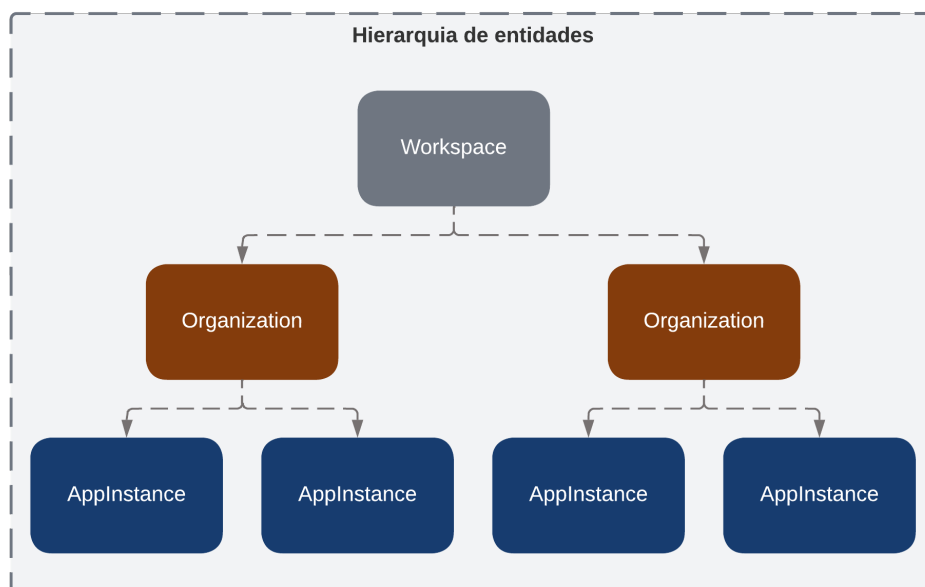 Hierarquia de entidades
Workspace
Organization
Organization
AppInstance
AppInstance
AppInstance
AppInstance